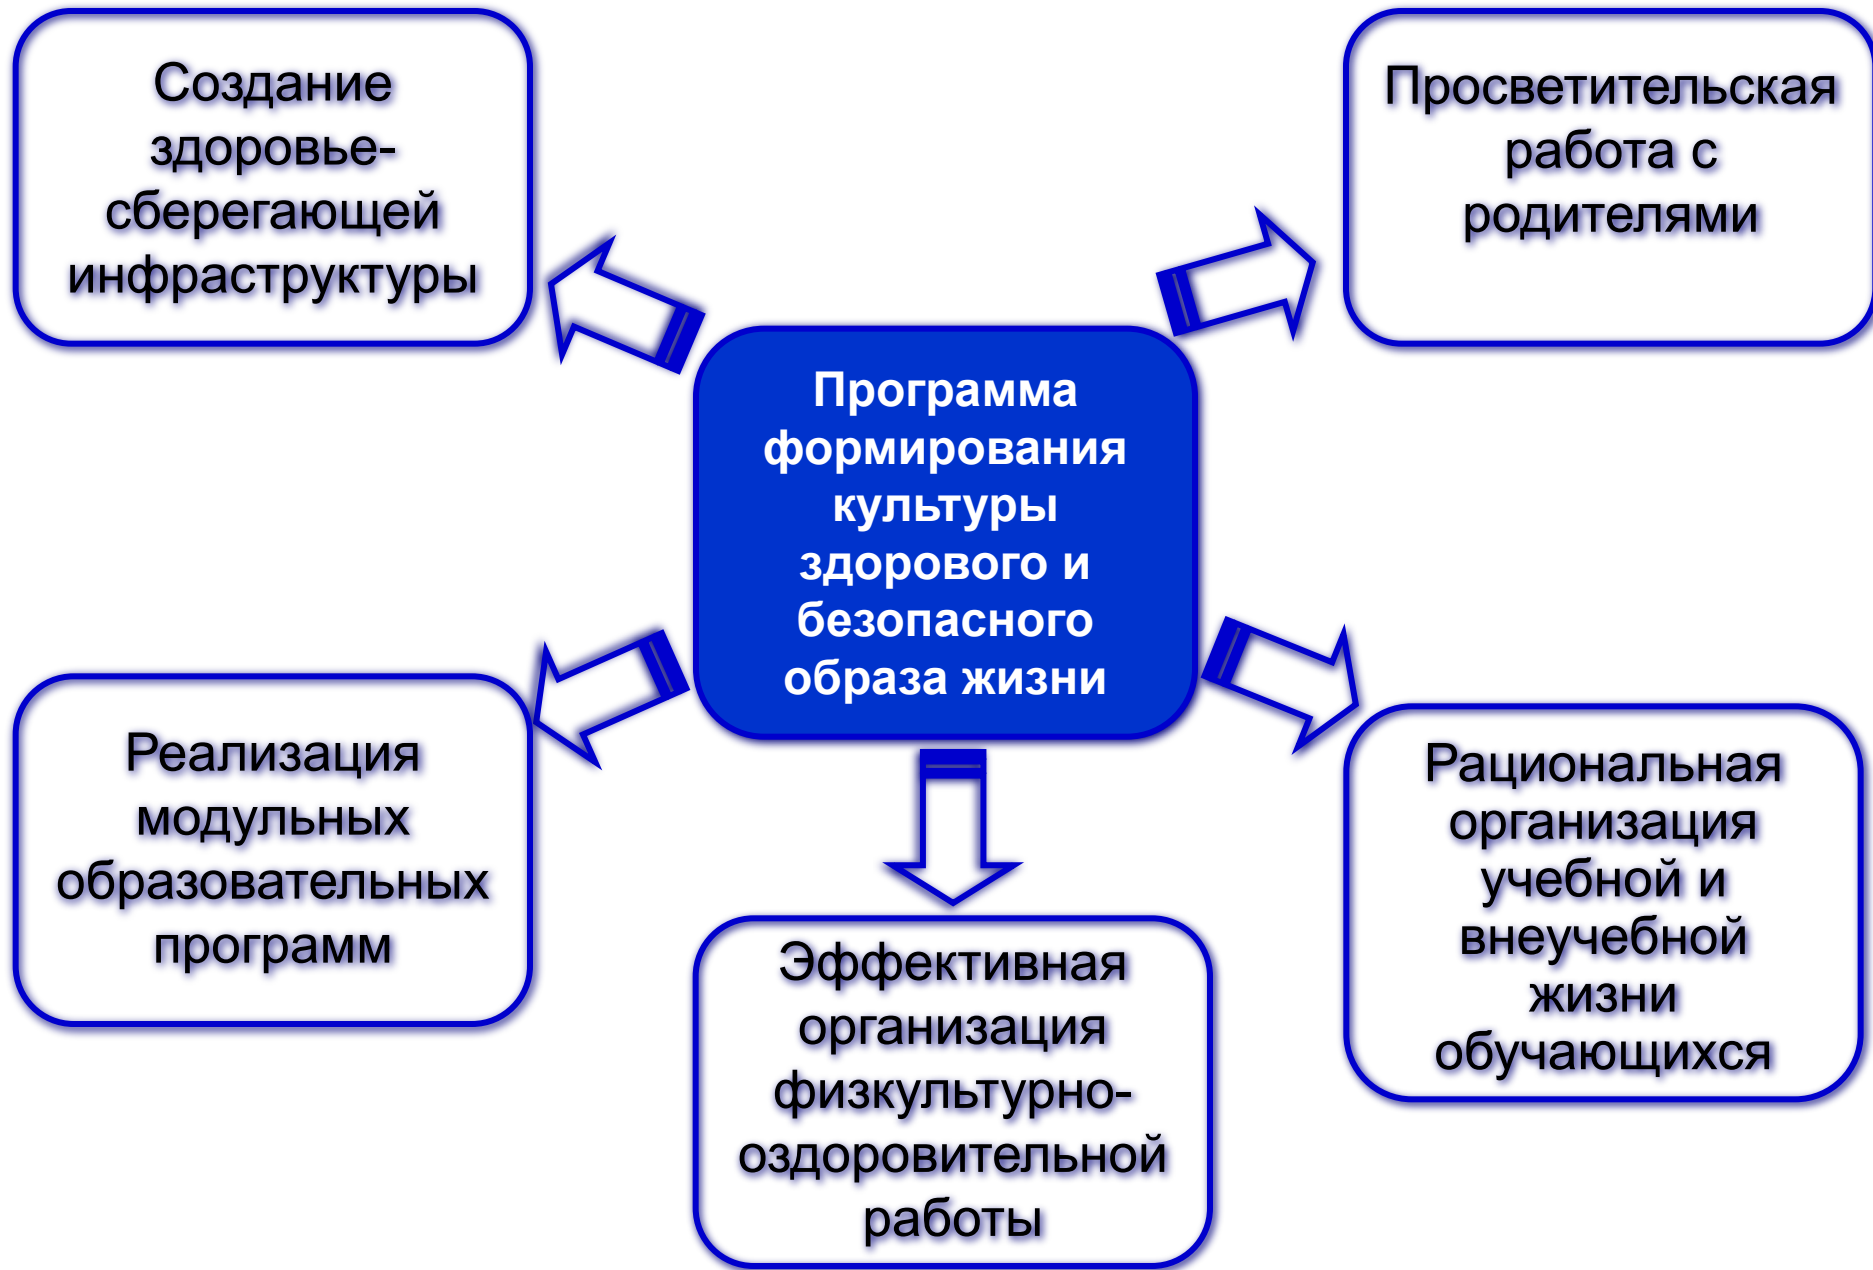 Создание
здоровье-
сберегающей
инфраструктуры
Просветительская
работа с
родителями
Программа
формирования
культуры
здорового и
безопасного
образа жизни
Реализация
модульных
образовательных
программ
Эффективная
организация
физкультурно-
оздоровительной
работы
Рациональная
организация
учебной и
внеучебной
жизни
обучающихся